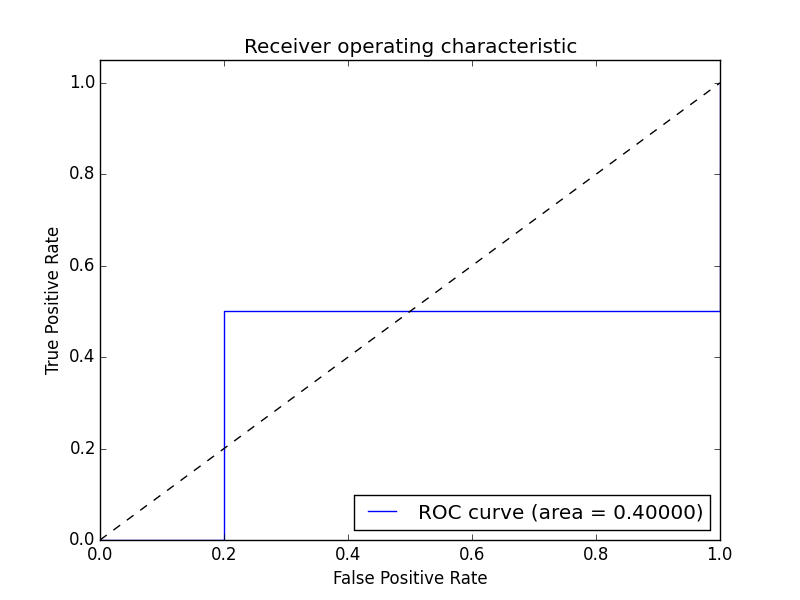 Receiver operating characteristic
1.0
0.8
0.6
0.4
0.2
0.0
True Positive Rate
ROC curve (area = 0.40000)
0.0 0.2 0.4 0.6 0.8 1.0
False Positive Rate